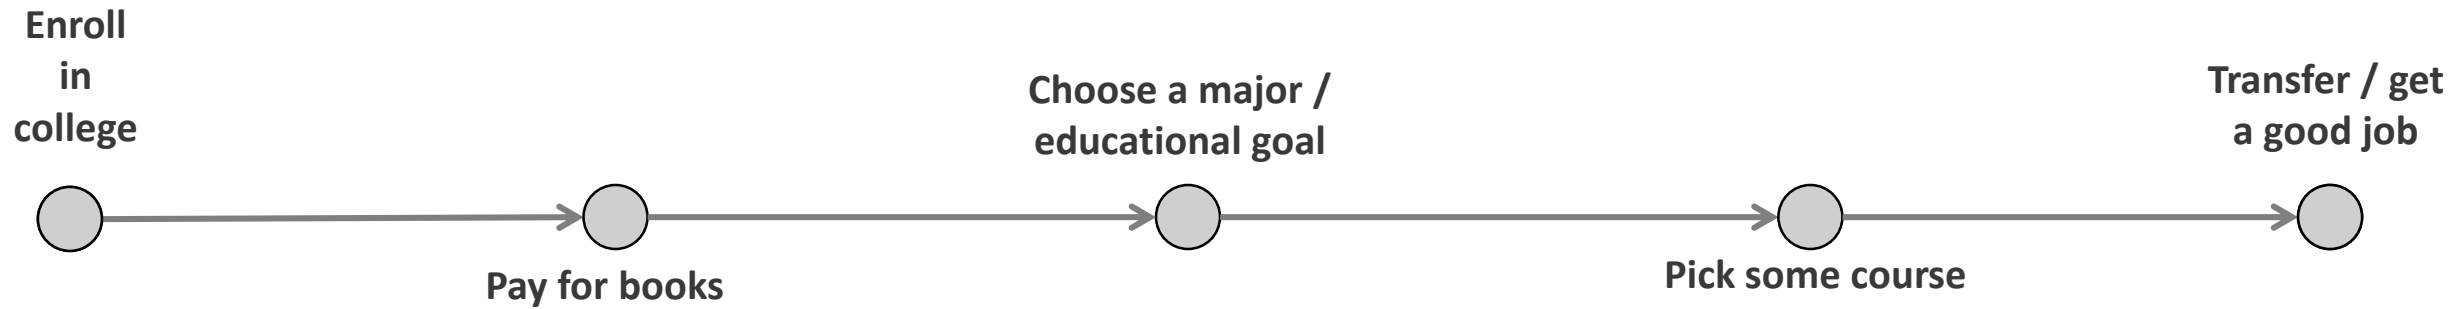 Enroll
in
college
Pay for books
Choose a major /
educational goal
Pick some course
Transfer / get
a good job